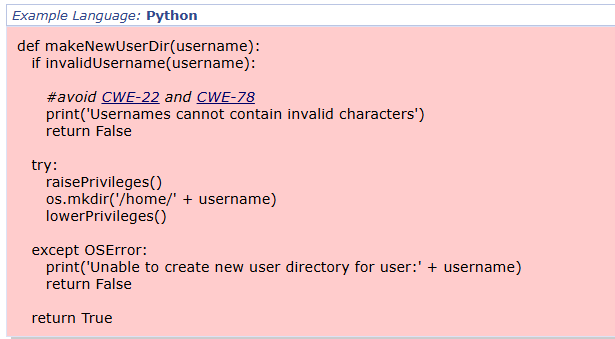 Example Language: Python
def makeNewUserDir(username):
if invalidUsername(username):
#avoid CWE-22 and CWE-78
print('Usernames cannot contain invalid characters')
return False
try:
raisePrivileges()
os.mkdir('/home/' + username)
lowerPrivileges()
except OSError:
print('Unable to create new user directory for user:' + username)
return False
return True